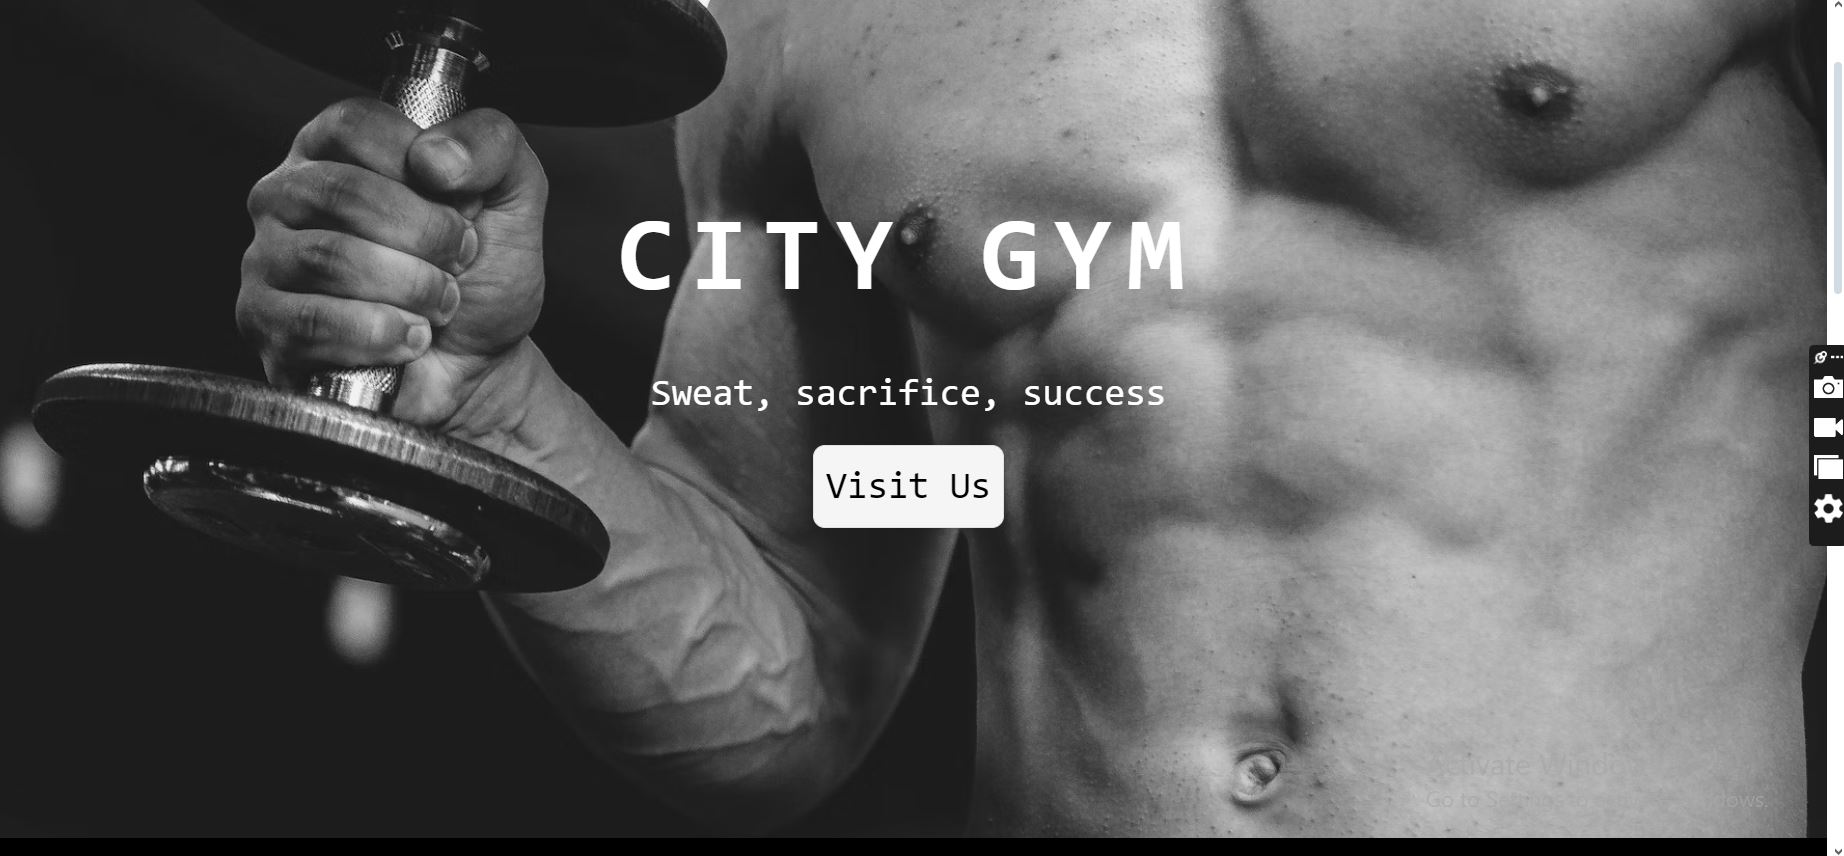 CITY GYM
Sweat, sacrifice, success
Visit Us
Activate Windows
Go to Settings to activate Windows.